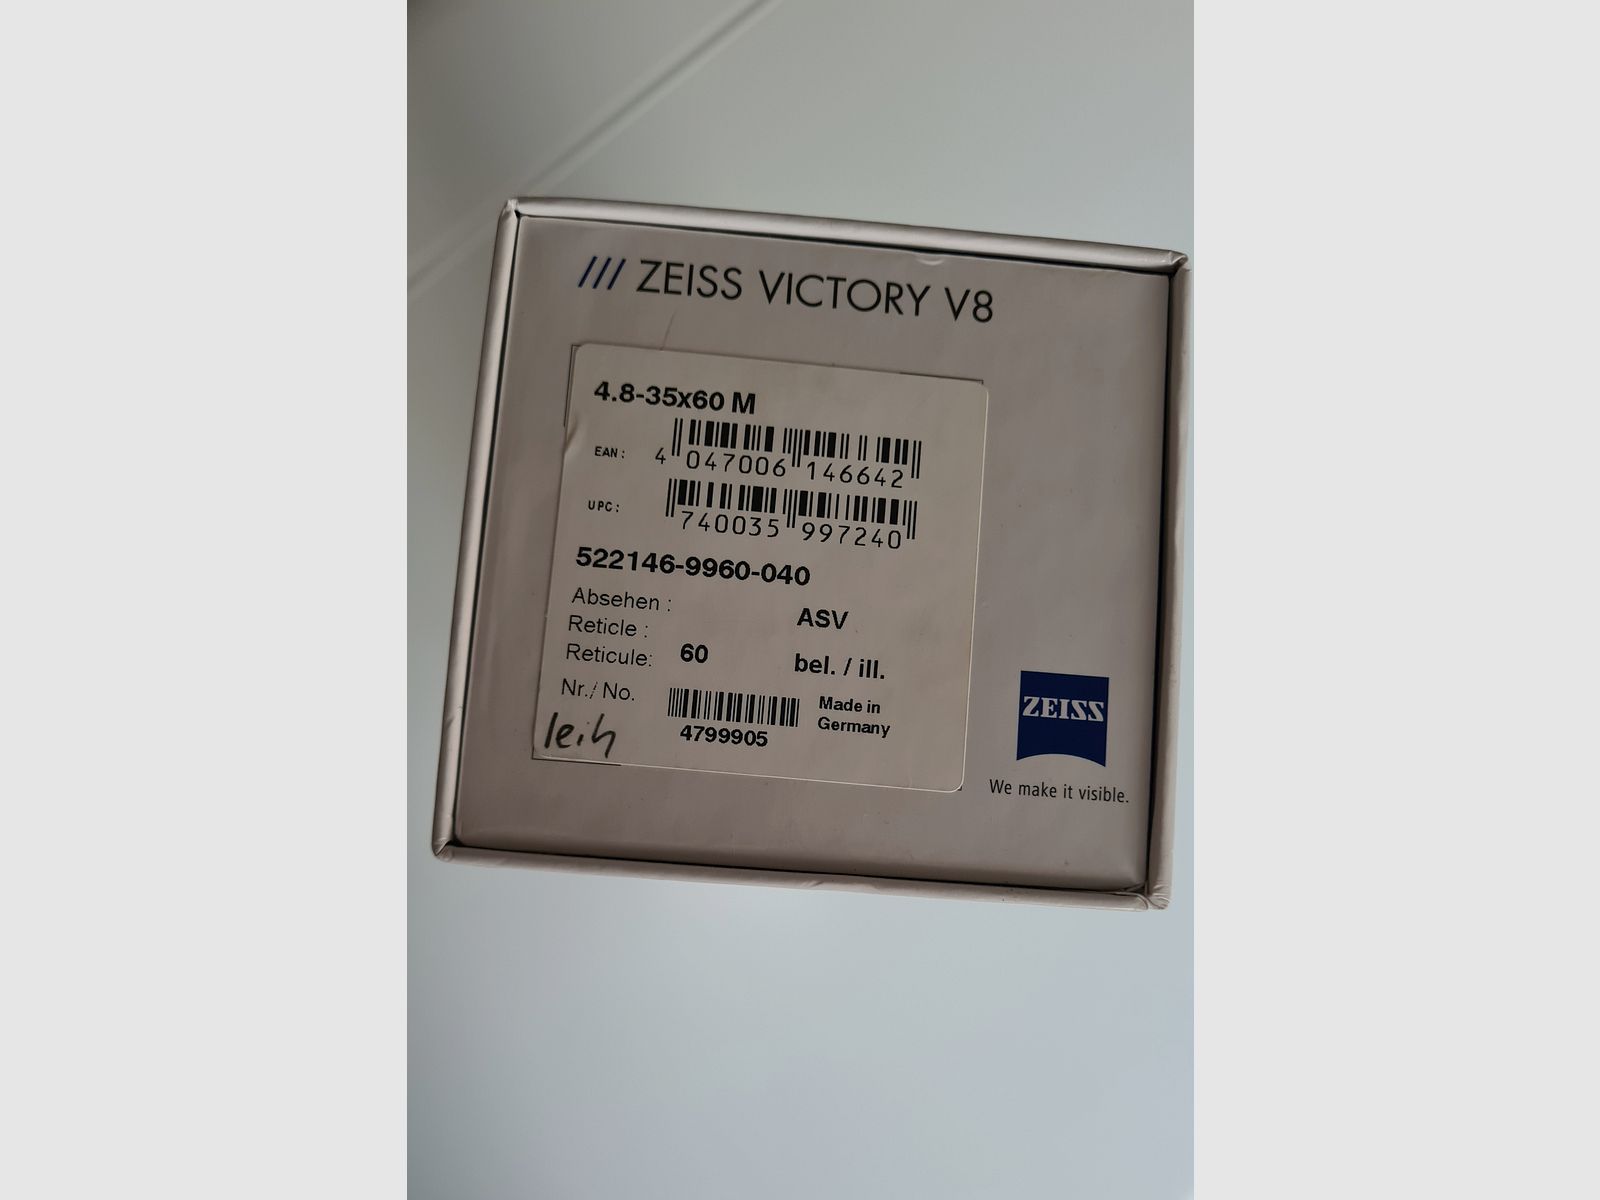 /// ZEISS VICTORY V8
4.8-35x60 M
EAN: 4 047006 146642
UPC: 740035 997240
522146-9960-040
Absehen : ASV
Reticle :
Reticule: 60 bel. / ill.
Nr./ No. 4799905 Made in
Germany
leih
ZEISS
We make it visible.